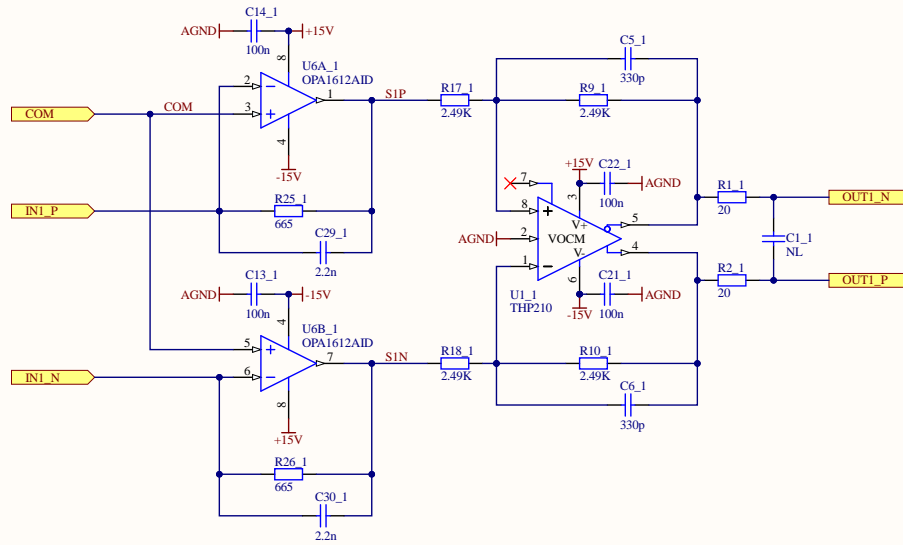 C14_1
AGND
+15V
100n
8
U6A_1
OPA1612AID
2
3
1
4
-15V
COM
COM
S1P
R17_1
2.49K
C5_1
330p
R9_1
2.49K
IN1_P
R25_1
665
C29_1
2.2n
+15V
C22_1
AGND
100n
7
3
8
2
1
V+
VOCM
V-
AGND
5
4
6
U1_1
THP210
C21_1
AGND
100n
-15V
R1_1
20
OUT1_N
C1_1
NL
R2_1
20
OUT1_P
C13_1
AGND
-15V
100n
4
U6B_1
OPA1612AID
5
6
7
8
+15V
S1N
R18_1
2.49K
R10_1
2.49K
C6_1
330p
IN1_N
R26_1
665
C30_1
2.2n